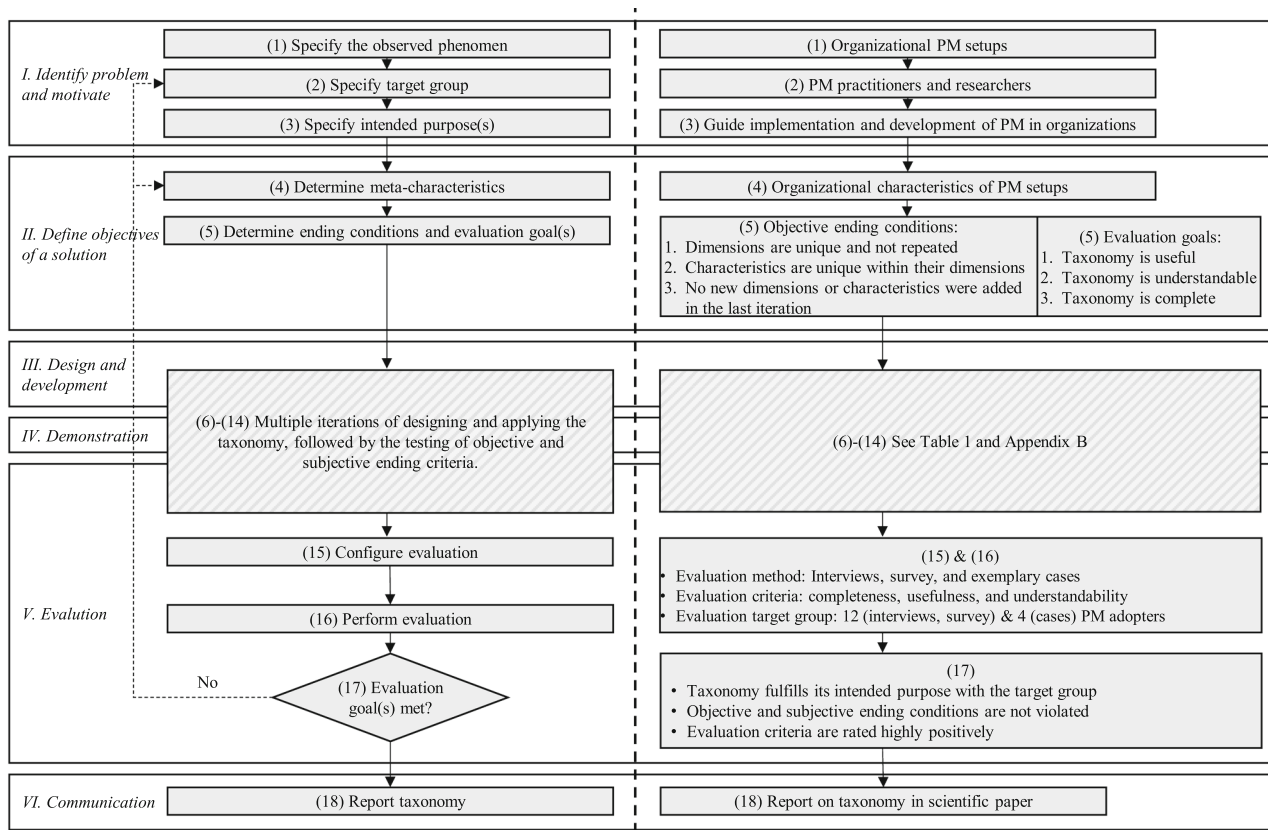 I. Identify problem
and motivate
(1) Specify the observed phenomen
(2) Specify target group
(3) Specify intended purpose(s)
(1) Organizational PM setups
(2) PM practitioners and researchers
(3) Guide implementation and development of PM in organizations
II. Define objectives
of a solution
(4) Determine meta-characteristics
(5) Determine ending conditions and evaluation goal(s)
(4) Organizational characteristics of PM setups
(5) Objective ending conditions:
1. Dimensions are unique and not repeated
2. Characteristics are unique within their dimensions
3. No new dimensions or characteristics were added
in the last iteration
(5) Evaluation goals:
1. Taxonomy is useful
2. Taxonomy is understandable
3. Taxonomy is complete
III. Design and
development
IV. Demonstration
(6)-(14) Multiple iterations of designing and applying the
taxonomy, followed by the testing of objective and
subjective ending criteria.
(6)-(14) See Table 1 and Appendix B
V. Evalution
(15) Configure evaluation
(16) Perform evaluation
(17) Evaluation
goal(s) met?
No
(15) & (16)
• Evaluation method: Interviews, survey, and exemplary cases
• Evaluation criteria: completeness, usefulness, and understandability
• Evaluation target group: 12 (interviews, survey) & 4 (cases) PM adopters
(17)
• Taxonomy fulfills its intended purpose with the target group
• Objective and subjective ending conditions are not violated
• Evaluation criteria are rated highly positively
VI. Communication
(18) Report taxonomy
(18) Report on taxonomy in scientific paper